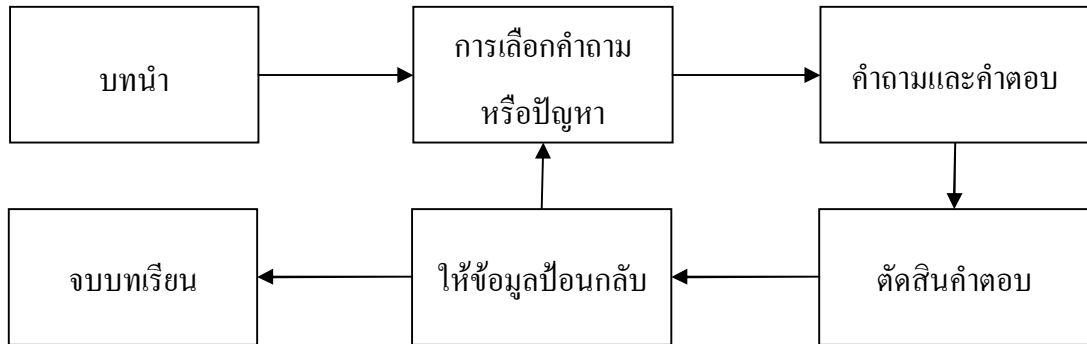 บทนำ
การเลือกคำถาม
หรือปัญหา
คำถามและคำตอบ
จบบทเรียน
ให้ข้อมูลป้อนกลับ
ตัดสินคำตอบ